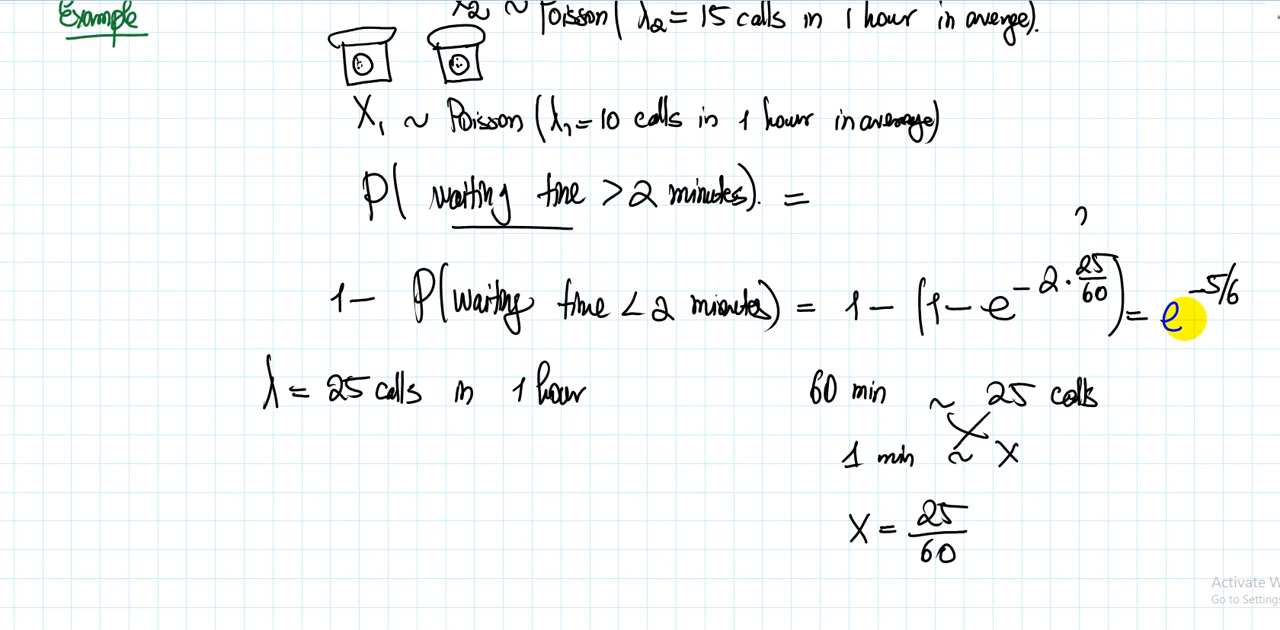 Example
X₂ ~ Poisson( λ₂ = 15 calls in 1 hour in average).
X₁ ~ Poisson (λ₁ = 10 calls in 1 hour in average)
P( waiting time > 2 minutes). =
?
1 - P(waiting time < 2 minutes) = 1 - (1 - e^{-2·25/60}) = e^{-5/6}
λ = 25 calls in 1 hour
60 min ~ 25 calls
1 min ~ X
X = 25/60
Activate W
Go to Settings